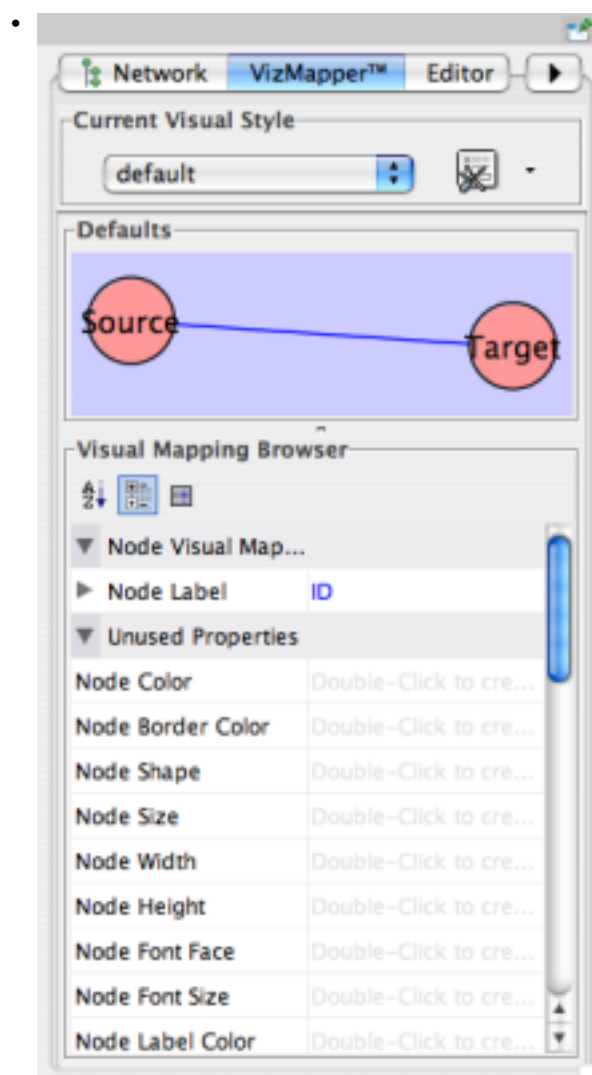 Network VizMapper™ Editor
Current Visual Style
default
Defaults
Source
Target
Visual Mapping Browser
Node Visual Map...
Node Label ID
Unused Properties
Node Color Double-Click to cre...
Node Border Color Double-Click to cre...
Node Shape Double-Click to cre...
Node Size Double-Click to cre...
Node Width Double-Click to cre...
Node Height Double-Click to cre...
Node Font Face Double-Click to cre...
Node Font Size Double-Click to cre...
Node Label Color Double-Click to cre...